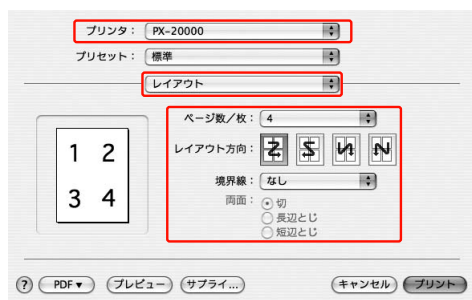 プリンタ： PX-20000
プリセット： 標準
レイアウト
ページ数／枚： 4
レイアウト方向：
境界線： なし
両面： 切
長辺とじ
短辺とじ
1 2
3 4
? PDF▼ プレビュー サプライ... キャンセル プリント